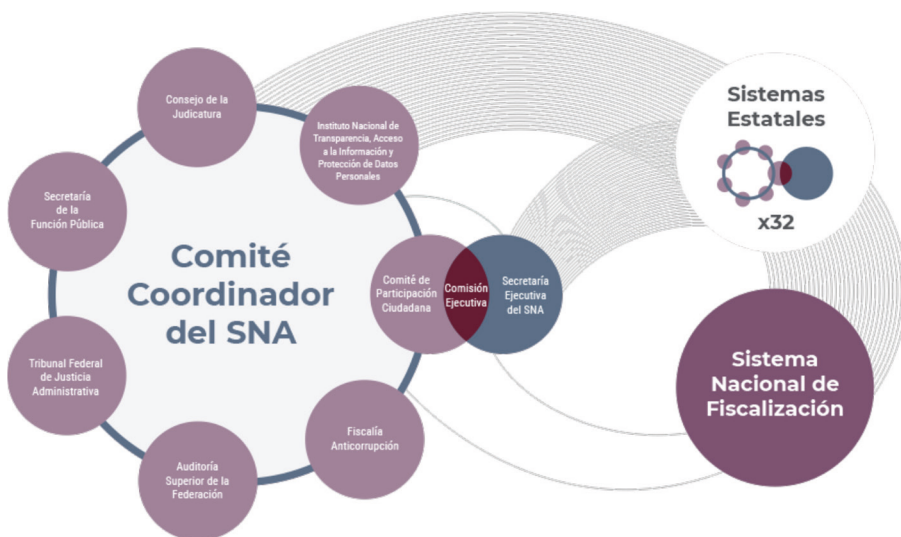 Consejo de la
Judicatura
Instituto Nacional de
Transparencia, Acceso
a la Información y
Protección de Datos
Personales
Secretaría
de la
Función Pública
Comité
Coordinador
del SNA
Comité de
Participación
Ciudadana
Comisión
Ejecutiva
Secretaría
Ejecutiva
del SNA
Tribunal Federal
de Justicia
Administrativa
Fiscalía
Anticorrupción
Auditoría
Superior de la
Federación
Sistemas
Estatales
x32
Sistema
Nacional de
Fiscalización